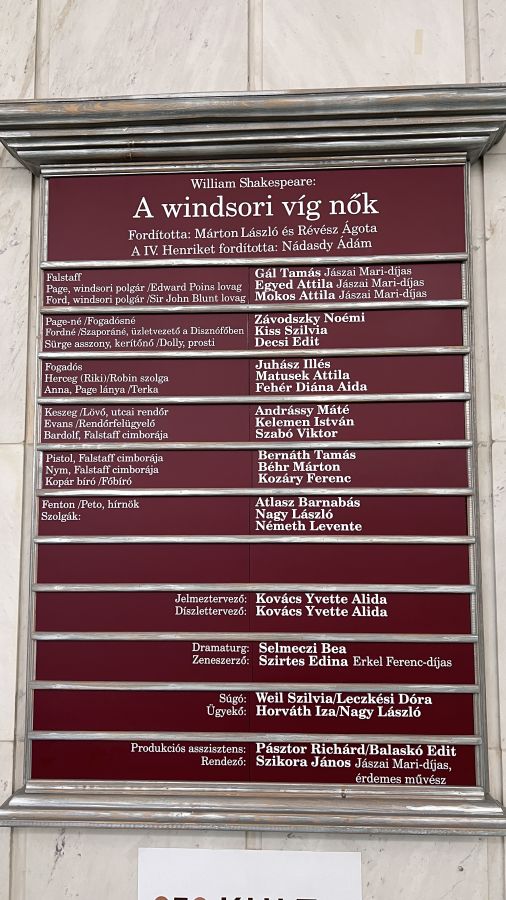 William Shakespeare:
A windsori víg nők
Fordította: Márton László és Révész Ágota
A IV. Henriket fordította: Nádasdy Ádám
Falstaff Gál Tamás Jászai Mari-díjas
Page, windsori polgár /Edward Poins lovag Egyed Attila Jászai Mari-díjas
Ford, windsori polgár /Sir John Blunt lovag Mokos Attila Jászai Mari-díjas
Page-né /Fogadósné Závodszky Noémi
Fordné /Szaporáné, üzletvezető a Disznófőben Kiss Szilvia
Sürge asszony, kerítőnő /Dolly, prosti Decsi Edit
Fogadós Juhász Illés
Herceg (Riki)/Robin szolga Matusek Attila
Anna, Page lánya /Terka Fehér Diána Aida
Keszeg /Lövő, utcai rendőr Andrássy Máté
Evans /Rendőrfelügyelő Kelemen István
Bardolf, Falstaff cimborája Szabó Viktor
Pistol, Falstaff cimborája Bernáth Tamás
Nym, Falstaff cimborája Béhr Márton
Kopár bíró /Főbíró Kozáry Ferenc
Fenton /Peto, hírnök Atlasz Barnabás
Szolgák: Nagy László
Németh Levente
Jelmeztervező: Kovács Yvette Alida
Díszlettervező: Kovács Yvette Alida
Dramaturg: Selmeczi Bea
Zeneszerző: Szirtes Edina Erkel Ferenc-díjas
Súgó: Weil Szilvia/Leczkési Dóra
Ügyekő: Horváth Iza/Nagy László
Produkciós asszisztens: Pásztor Richárd/Balaskó Edit
Rendező: Szikora János Jászai Mari-díjas,
érdemes művész